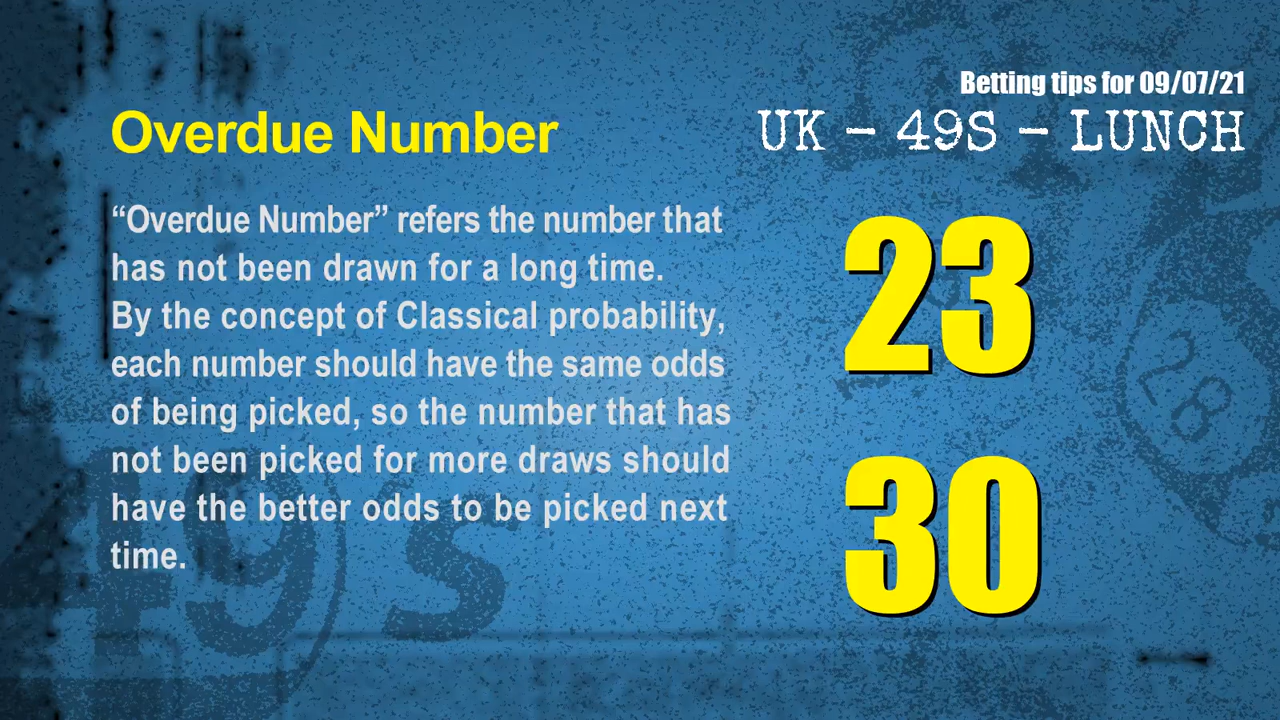 Betting tips for 09/07/21
UK - 49S - LUNCH
Overdue Number
“Overdue Number” refers the number that
has not been drawn for a long time.
By the concept of Classical probability,
each number should have the same odds
of being picked, so the number that has
not been picked for more draws should
have the better odds to be picked next
time.
23
30
28
49's